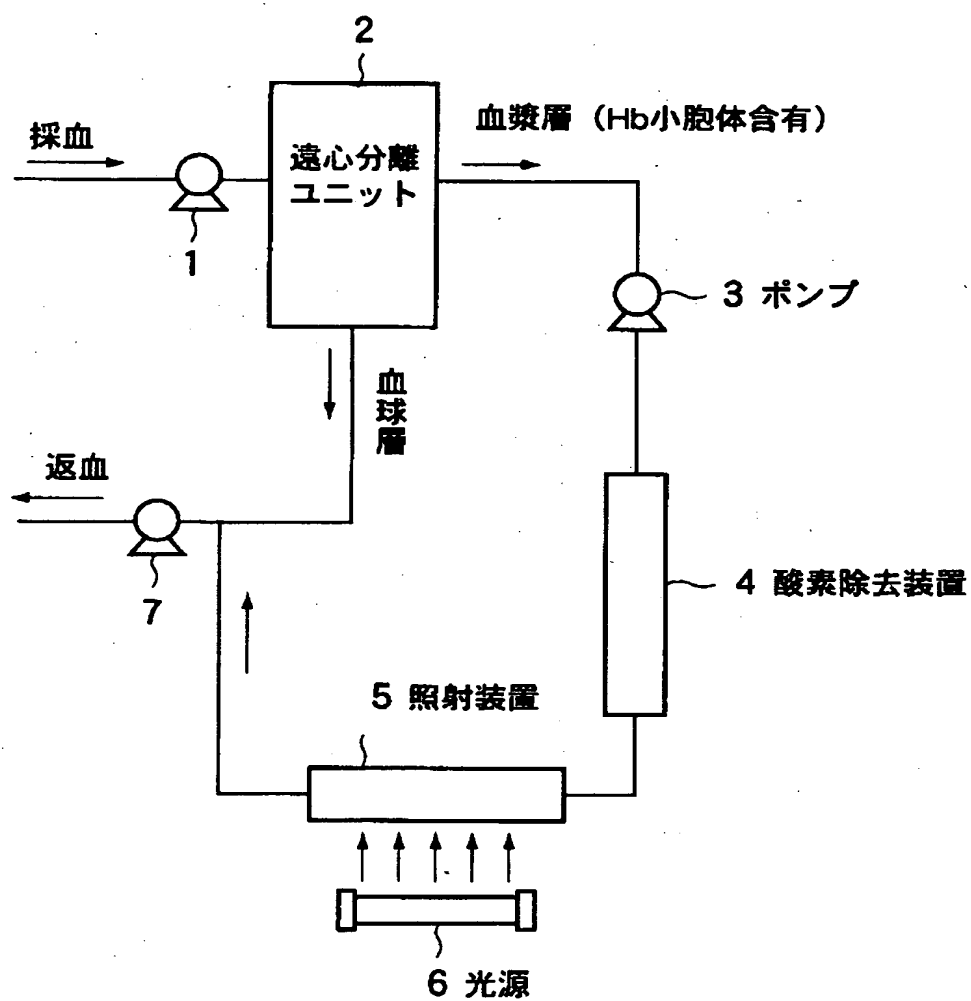 2
採血
血漿層（Hb小胞体含有）
遠心分離
ユニット
1
3 ポンプ
血球層
返血
7
4 酸素除去装置
5 照射装置
6 光源